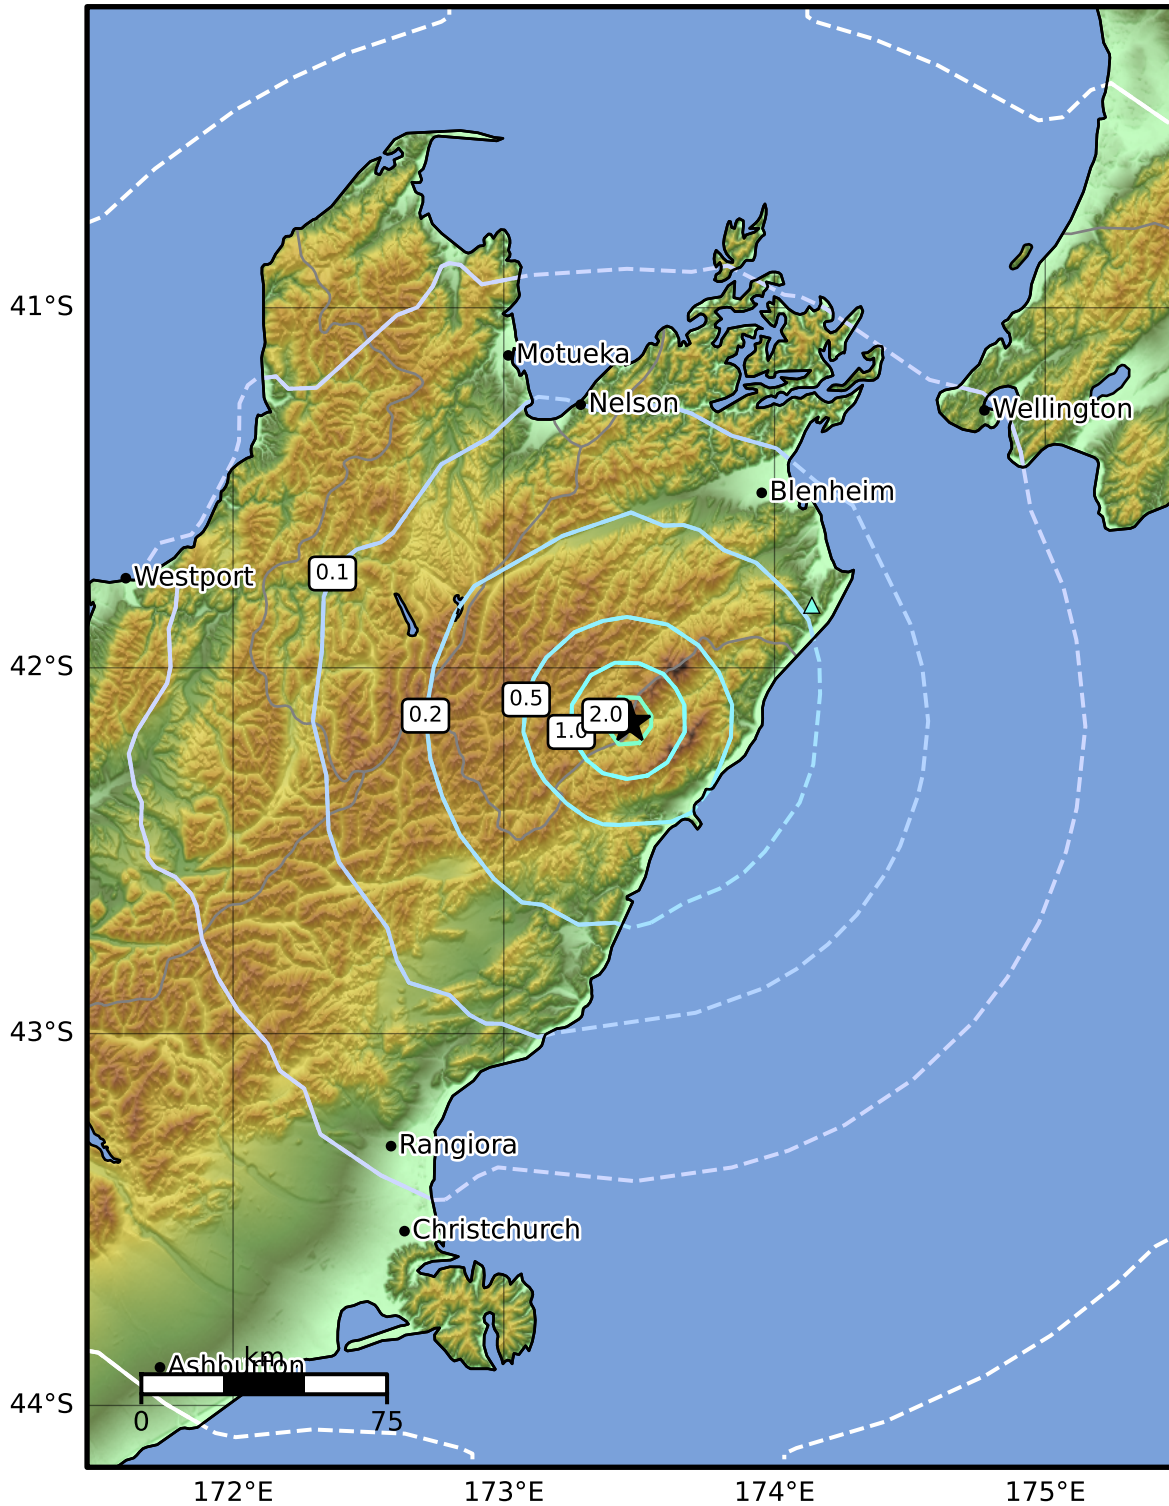 41°S
Motueka
Nelson
Wellington
Blenheim
0.1
Westport
42°S
0.5
0.2
1.0
2.0
43°S
Rangiora
Christchurch
km
Ashburton
44°S
0
75
172°E
173°E
174°E
175°E